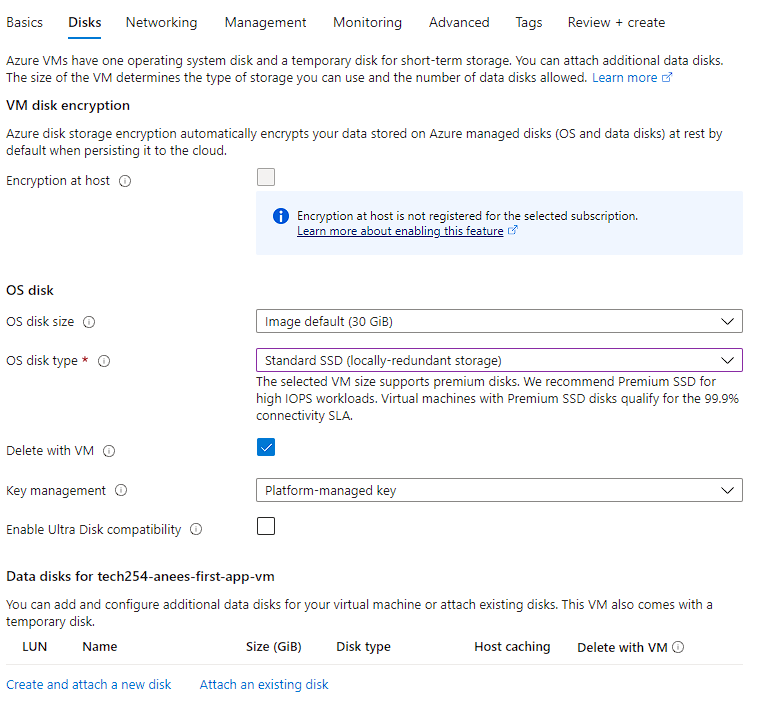 Basics Disks Networking Management Monitoring Advanced Tags Review + create
Azure VMs have one operating system disk and a temporary disk for short-term storage. You can attach additional data disks.
The size of the VM determines the type of storage you can use and the number of data disks allowed. Learn more
VM disk encryption
Azure disk storage encryption automatically encrypts your data stored on Azure managed disks (OS and data disks) at rest by
default when persisting it to the cloud.
Encryption at host
Encryption at host is not registered for the selected subscription.
Learn more about enabling this feature
OS disk
OS disk size Image default (30 GiB)
OS disk type * Standard SSD (locally-redundant storage)
The selected VM size supports premium disks. We recommend Premium SSD for
high IOPS workloads. Virtual machines with Premium SSD disks qualify for the 99.9%
connectivity SLA.
Delete with VM
Key management Platform-managed key
Enable Ultra Disk compatibility
Data disks for tech254-anees-first-app-vm
You can add and configure additional data disks for your virtual machine or attach existing disks. This VM also comes with a
temporary disk.
LUN Name Size (GiB) Disk type Host caching Delete with VM
Create and attach a new disk Attach an existing disk